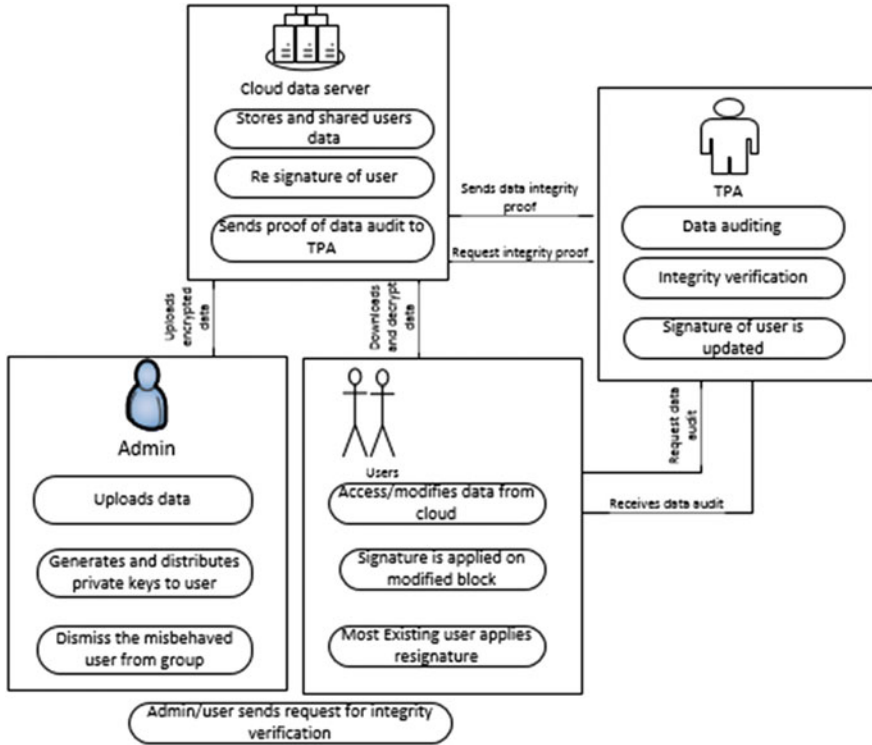 Cloud data server
Stores and shared users
data
Re signature of user
Sends proof of data audit to
TPA
Sends data integrity
proof
Request integrity proof
TPA
Data auditing
Integrity verification
Signature of user is
updated
Uploads
encrypted
data
Downloads
and decrypt
data
Request data
audit
Receives data audit
Admin
Uploads data
Generates and distributes
private keys to user
Dismiss the misbehaved
user from group
Users
Access/modifies data from
cloud
Signature is applied on
modified block
Most Existing user applies
resignature
Admin/user sends request for integrity
verification